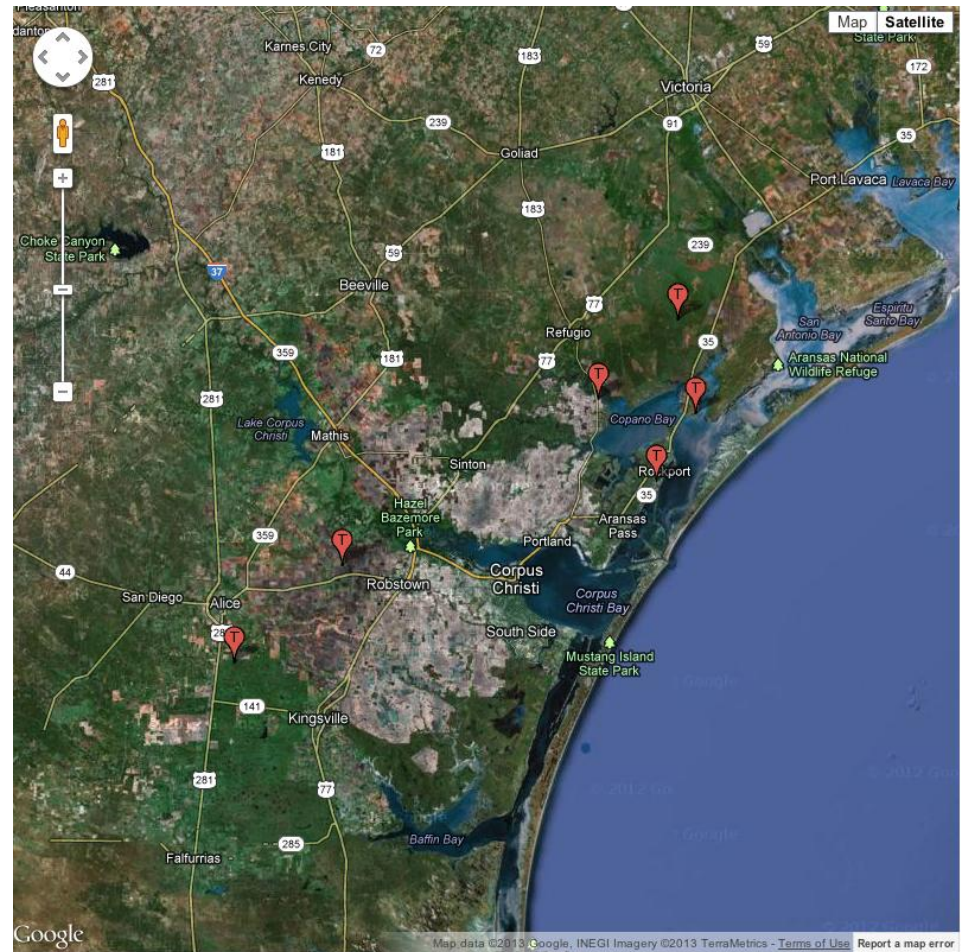 Pleasanton
danton
Map
Satellite
State Park
Karnes City
72
183
59
172
281
Kenedy
Victoria
239
91
35
181
Goliad
Port Lavaca
Lavaca Bay
183
Choke Canyon
State Park
59
239
37
Beeville
T
77
Espiritu
Santo Bay
San
Antonio Bay
Refugio
35
359
181
77
Aransas National
Wildlife Refuge
T
T
281
Lake Corpus
Christi
Mathis
Copano Bay
T
Sinton
Rockport
35
Hazel
Bazemore
Park
Aransas
Pass
359
T
Portland
44
Robstown
Corpus
Christi
San Diego
Alice
Corpus
Christi Bay
T
South Side
Mustang Island
State Park
141
Kingsville
281
77
285
Baffin Bay
Falfurrias
Google
Map data ©2013 Google, INEGI Imagery ©2013 TerraMetrics - Terms of Use
Report a map error